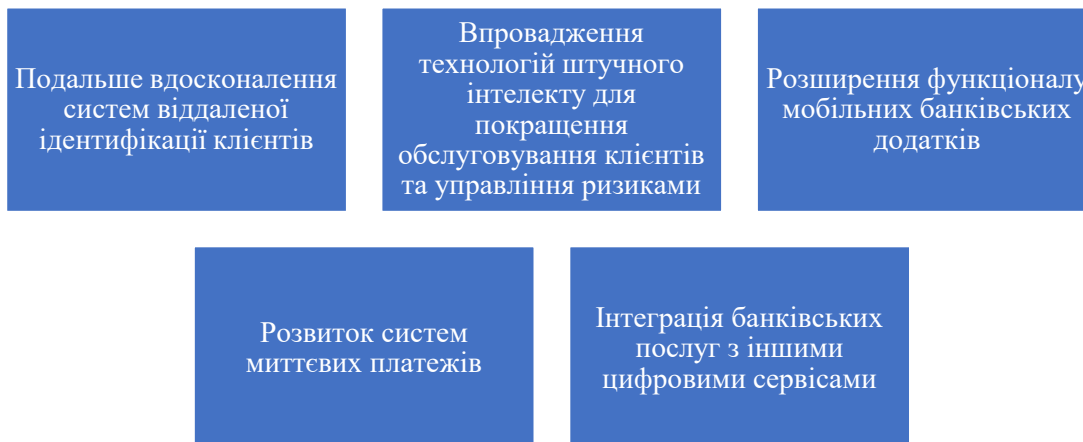 Подальше вдосконалення
систем віддаленої
ідентифікації клієнтів
Впровадження
технологій штучного
інтелекту для
покращення
обслуговування клієнтів
та управління ризиками
Розширення функціоналу
мобільних банківських
додатків
Розвиток систем
миттєвих платежів
Інтеграція банківських
послуг з іншими
цифровими сервісами